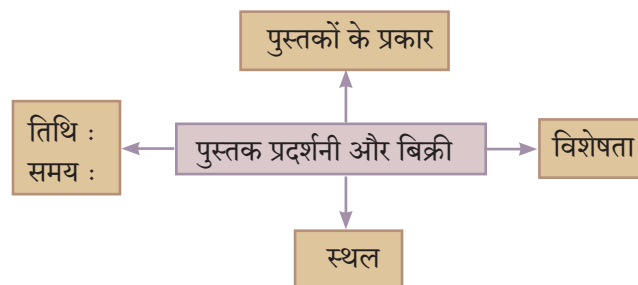 पुस्तकों के प्रकार
तिथि :
समय :
पुस्तक प्रदर्शनी और बिक्री
विशेषता
स्थल